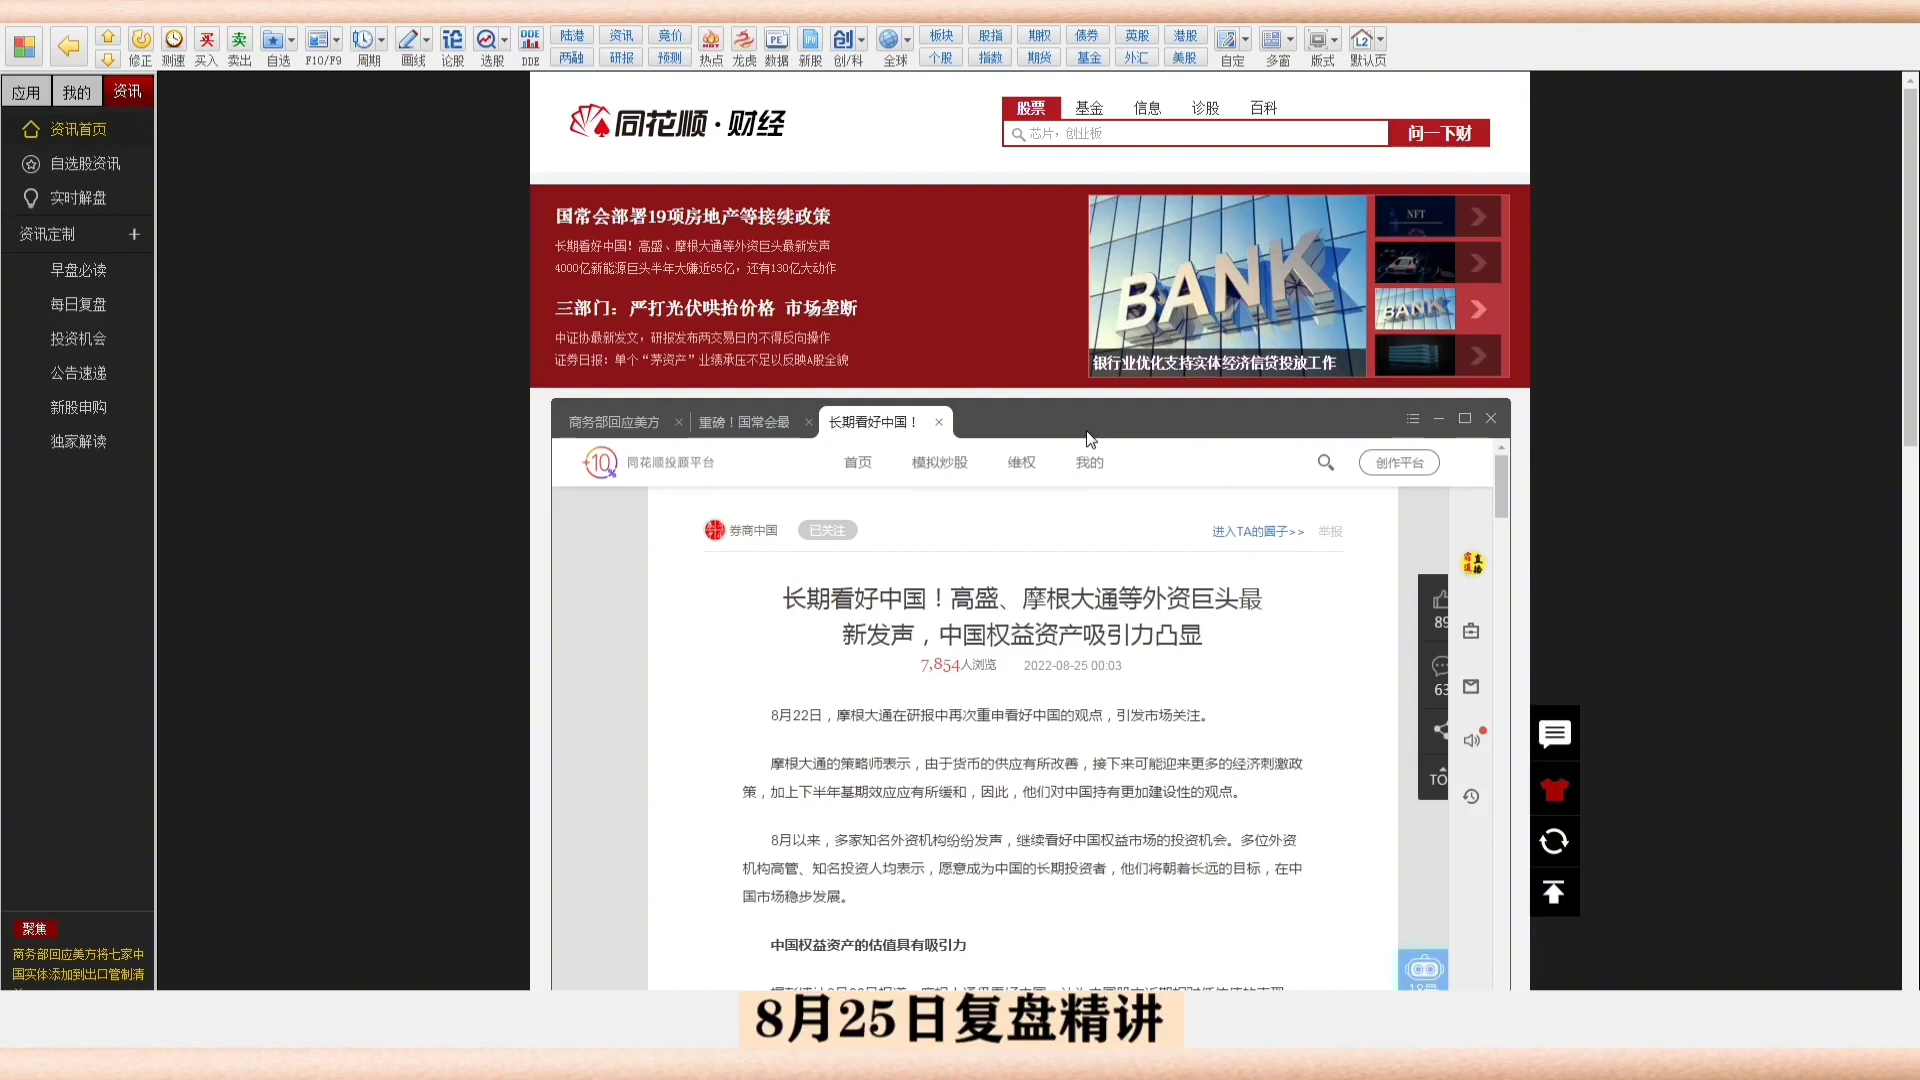 修正 测速 买入 卖出 自选 F10/F9 周期 画线 论股 选股 DDE 热点 龙虎 数据 新股 创/科 全球 自定 多窗 版式 默认页
买 卖 论 DDE PE 创 L2
陆港 资讯 竞价 板块 股指 期权 债券 英股 港股
两融 研报 预测 个股 指数 期货 基金 外汇 美股
应用 我的 资讯
资讯首页
自选股资讯
实时解盘
资讯定制 +
早盘必读
每日复盘
投资机会
公告速递
新股申购
独家解读
聚焦
商务部回应美方将七家中
国实体添加到出口管制清
同花顺·财经
股票 基金 信息 诊股 百科
芯片，创业板
问一下财
国常会部署19项房地产等接续政策
长期看好中国！高盛、摩根大通等外资巨头最新发声
4000亿新能源巨头半年大赚近65亿，还有130亿大动作
三部门：严打光伏哄抬价格 市场垄断
中证协最新发文，研报发布两交易日内不得反向操作
证券日报：单个“茅资产”业绩承压不足以反映A股全貌
BANK
银行业优化支持实体经济信贷投放工作
NFT
BANK
商务部回应美方 × 重磅！国常会最 × 长期看好中国！ ×
+10% 同花顺投顾平台
首页 模拟炒股 维权 我的
创作平台
券商中国 已关注
进入TA的圈子>> 举报
长期看好中国！高盛、摩根大通等外资巨头最
新发声，中国权益资产吸引力凸显
7,854人浏览 2022-08-25 00:03
8月22日，摩根大通在研报中再次重申看好中国的观点，引发市场关注。
摩根大通的策略师表示，由于货币的供应有所改善，接下来可能迎来更多的经济刺激政
策，加上下半年基期效应应有所缓和，因此，他们对中国持有更加建设性的观点。
8月以来，多家知名外资机构纷纷发声，继续看好中国权益市场的投资机会。多位外资
机构高管、知名投资人均表示，愿意成为中国的长期投资者，他们将朝着长远的目标，在中
国市场稳步发展。
中国权益资产的估值具有吸引力
89
63
TO
直播
8月25日复盘精讲